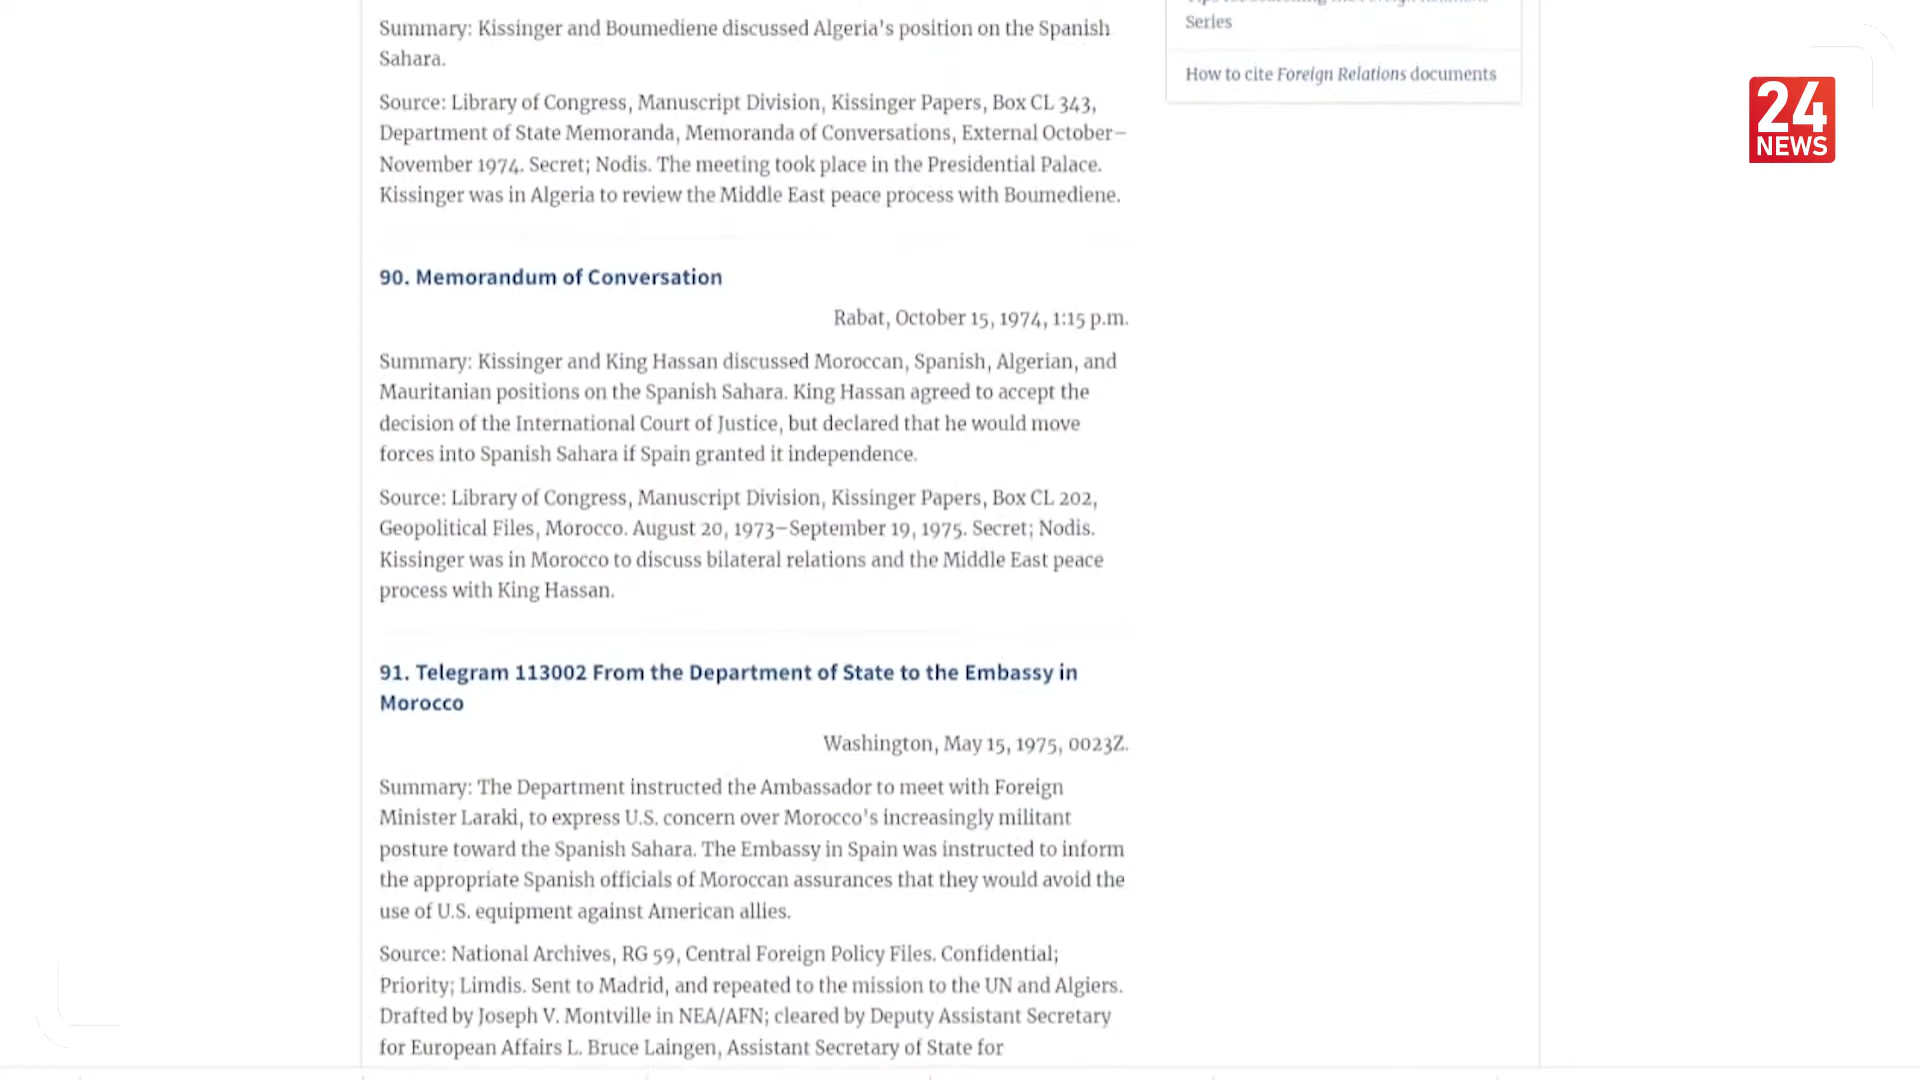 Summary: Kissinger and Boumediene discussed Algeria's position on the Spanish
Sahara.
Source: Library of Congress, Manuscript Division, Kissinger Papers, Box CL 343,
Department of State Memoranda, Memoranda of Conversations, External October–
November 1974. Secret; Nodis. The meeting took place in the Presidential Palace.
Kissinger was in Algeria to review the Middle East peace process with Boumediene.
90. Memorandum of Conversation
Rabat, October 15, 1974, 1:15 p.m.
Summary: Kissinger and King Hassan discussed Moroccan, Spanish, Algerian, and
Mauritanian positions on the Spanish Sahara. King Hassan agreed to accept the
decision of the International Court of Justice, but declared that he would move
forces into Spanish Sahara if Spain granted it independence.
Source: Library of Congress, Manuscript Division, Kissinger Papers, Box CL 202,
Geopolitical Files, Morocco. August 20, 1973–September 19, 1975. Secret; Nodis.
Kissinger was in Morocco to discuss bilateral relations and the Middle East peace
process with King Hassan.
91. Telegram 113002 From the Department of State to the Embassy in
Morocco
Washington, May 15, 1975, 0023Z.
Summary: The Department instructed the Ambassador to meet with Foreign
Minister Laraki, to express U.S. concern over Morocco's increasingly militant
posture toward the Spanish Sahara. The Embassy in Spain was instructed to inform
the appropriate Spanish officials of Moroccan assurances that they would avoid the
use of U.S. equipment against American allies.
Source: National Archives, RG 59, Central Foreign Policy Files. Confidential;
Priority; Limdis. Sent to Madrid, and repeated to the mission to the UN and Algiers.
Drafted by Joseph V. Montville in NEA/AFN; cleared by Deputy Assistant Secretary
for European Affairs L. Bruce Laingen, Assistant Secretary of State for
Series
How to cite Foreign Relations documents
24
NEWS